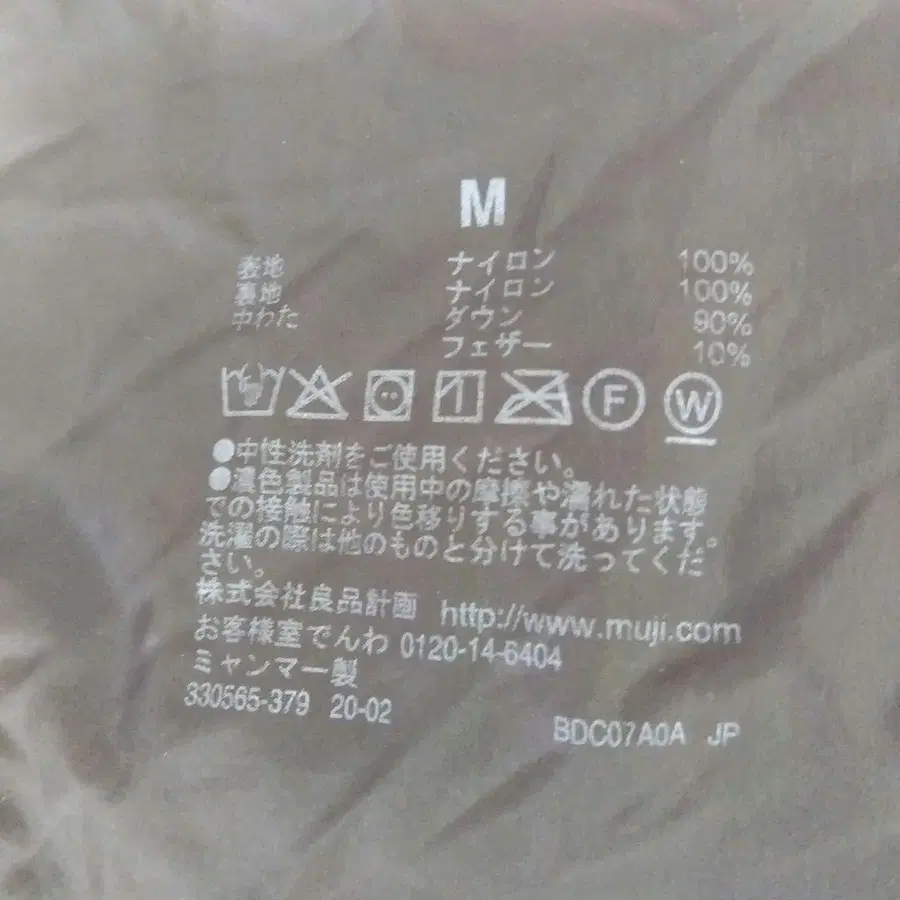 M
表地 ナイロン 100%
裏地 ナイロン 100%
中わた ダウン 90%
フェザー 10%
F W
●中性洗剤をご使用ください。
●濃色製品は使用中の摩擦や濡れた状態
での接触により色移りする事があります。
洗濯の際は他のものと分けて洗ってくだ
さい。
株式会社良品計画 http://www.muji.com
お客様室でんわ 0120-14-6404
ミャンマー製
330565-379 20-02
BDC07A0A JP